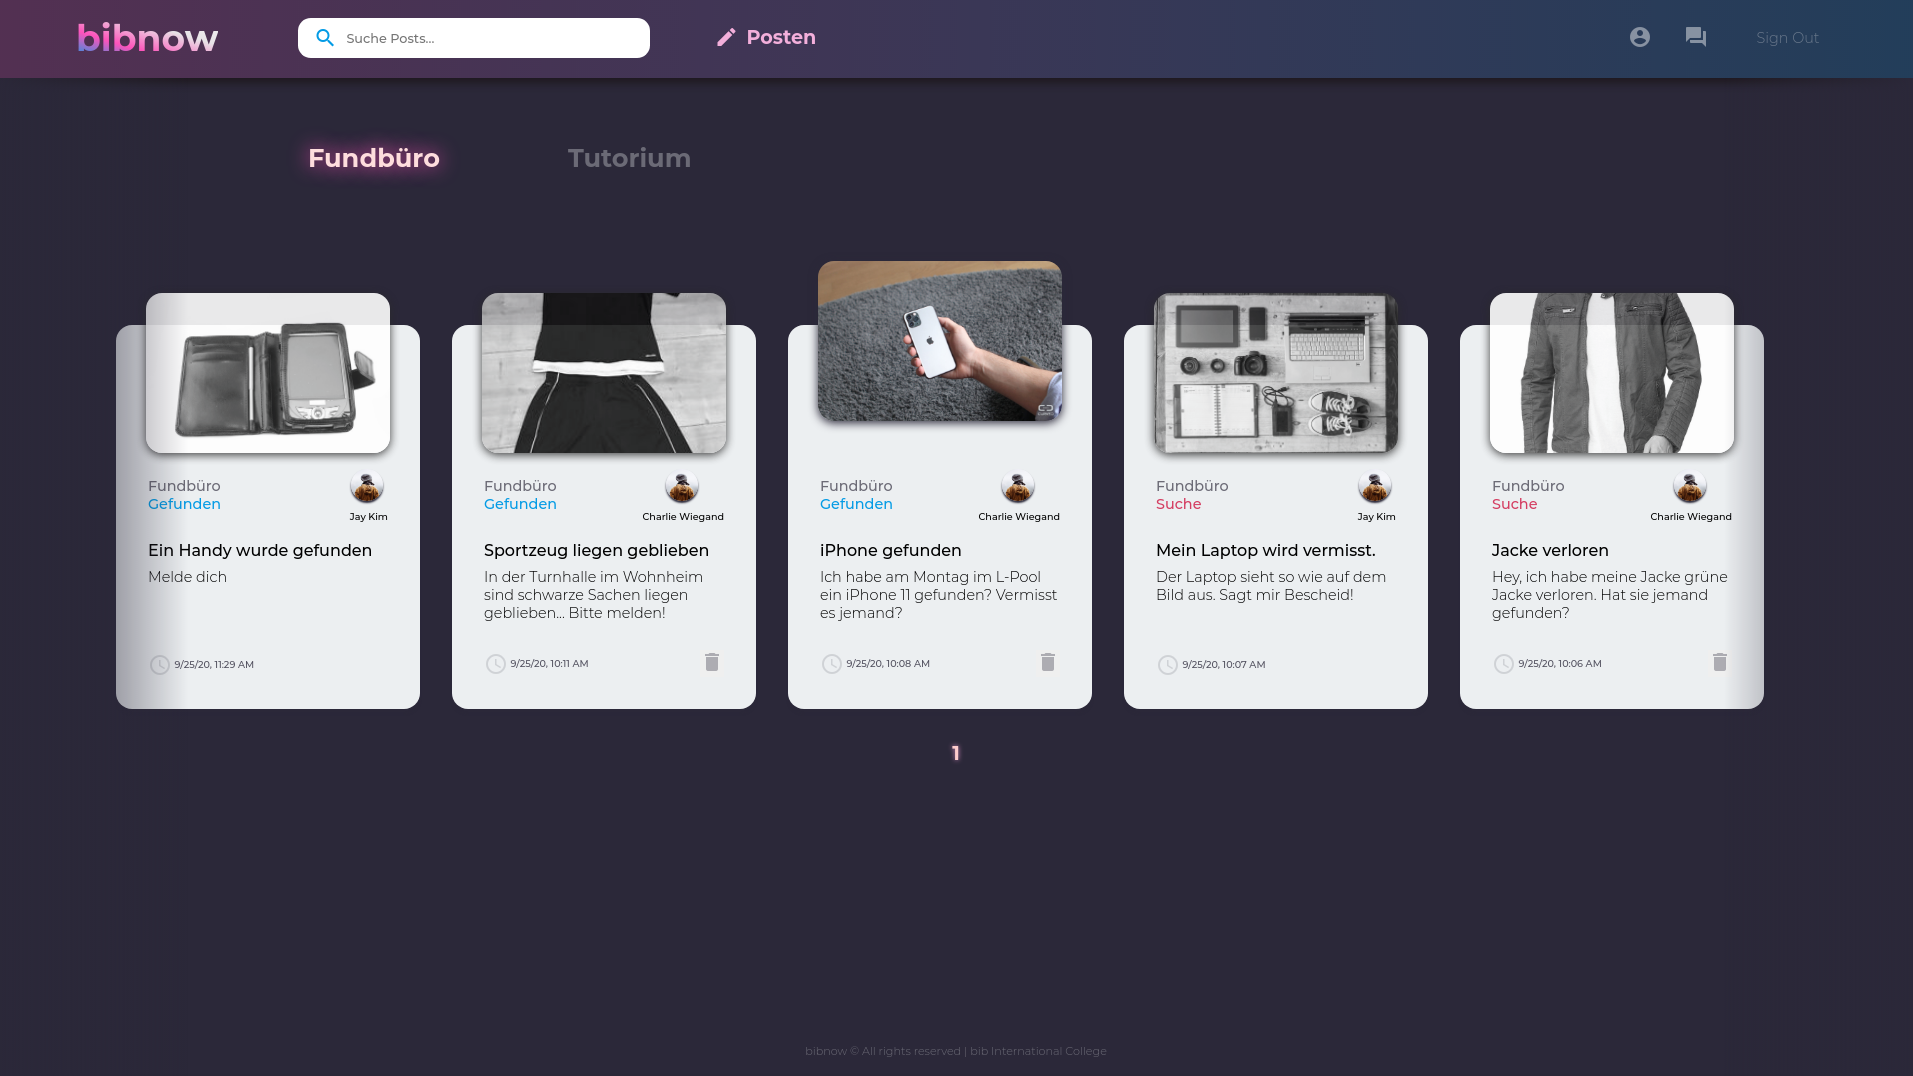 bibnow
Suche Posts...
Posten
Sign Out
Fundbüro
Tutorium
Fundbüro
Gefunden
Jay Kim
Ein Handy wurde gefunden
Melde dich
9/25/20, 11:29 AM
Fundbüro
Gefunden
Charlie Wiegand
Sportzeug liegen geblieben
In der Turnhalle im Wohnheim
sind schwarze Sachen liegen
geblieben... Bitte melden!
9/25/20, 10:11 AM
Fundbüro
Gefunden
Charlie Wiegand
iPhone gefunden
Ich habe am Montag im L-Pool
ein iPhone 11 gefunden? Vermisst
es jemand?
9/25/20, 10:08 AM
Fundbüro
Suche
Jay Kim
Mein Laptop wird vermisst.
Der Laptop sieht so wie auf dem
Bild aus. Sagt mir Bescheid!
9/25/20, 10:07 AM
Fundbüro
Suche
Charlie Wiegand
Jacke verloren
Hey, ich habe meine Jacke grüne
Jacke verloren. Hat sie jemand
gefunden?
9/25/20, 10:06 AM
1
bibnow © All rights reserved | bib International College